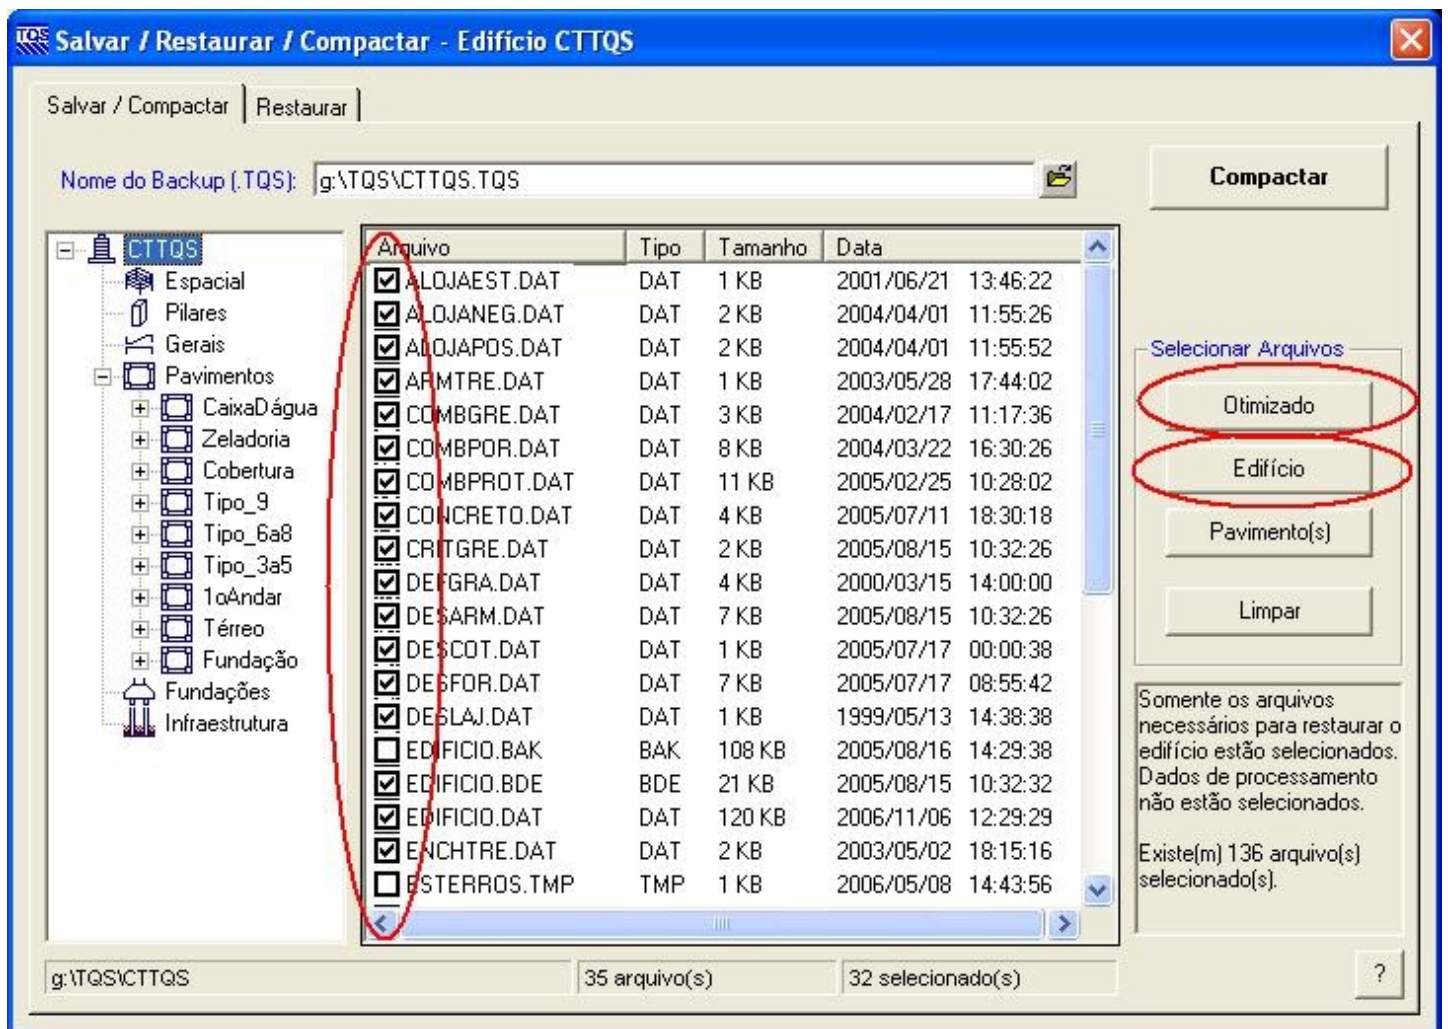 TQS Salvar / Restaurar / Compactar - Edifício CTTQS
Salvar / Compactar Restaurar
Nome do Backup (.TQS): g:\TQS\CTTQS.TQS Compactar
CTTQS
Espacial
Pilares
Gerais
Pavimentos
CaixaDágua
Zeladoria
Cobertura
Tipo_9
Tipo_6a8
Tipo_3a5
1oAndar
Térreo
Fundação
Fundações
Infraestrutura
Arquivo Tipo Tamanho Data
ALOJAEST.DAT DAT 1 KB 2001/06/21 13:46:22
ALOJANEG.DAT DAT 2 KB 2004/04/01 11:55:26
ALOJAPOS.DAT DAT 2 KB 2004/04/01 11:55:52
ARMTRE.DAT DAT 1 KB 2003/05/28 17:44:02
COMBGRE.DAT DAT 3 KB 2004/02/17 11:17:36
COMBPOR.DAT DAT 8 KB 2004/03/22 16:30:26
COMBPROT.DAT DAT 11 KB 2005/02/25 10:28:02
CONCRETO.DAT DAT 4 KB 2005/07/11 18:30:18
CRITGRE.DAT DAT 2 KB 2005/08/15 10:32:26
DEFGRA.DAT DAT 4 KB 2000/03/15 14:00:00
DESARM.DAT DAT 7 KB 2005/08/15 10:32:26
DESCOT.DAT DAT 1 KB 2005/07/17 00:00:38
DESFOR.DAT DAT 7 KB 2005/07/17 08:55:42
DESLAJ.DAT DAT 1 KB 1999/05/13 14:38:38
EDIFICIO.BAK BAK 108 KB 2005/08/16 14:29:38
EDIFICIO.BDE BDE 21 KB 2005/08/15 10:32:32
EDIFICIO.DAT DAT 120 KB 2006/11/06 12:29:29
ENCHTRE.DAT DAT 2 KB 2003/05/02 18:15:16
ESTERROS.TMP TMP 1 KB 2006/05/08 14:43:56
Selecionar Arquivos
Otimizado
Edifício
Pavimento(s)
Limpar
Somente os arquivos
necessários para restaurar o
edifício estão selecionados.
Dados de processamento
não estão selecionados.
Existe(m) 136 arquivo(s)
selecionado(s).
g:\TQS\CTTQS 35 arquivo(s) 32 selecionado(s) ?